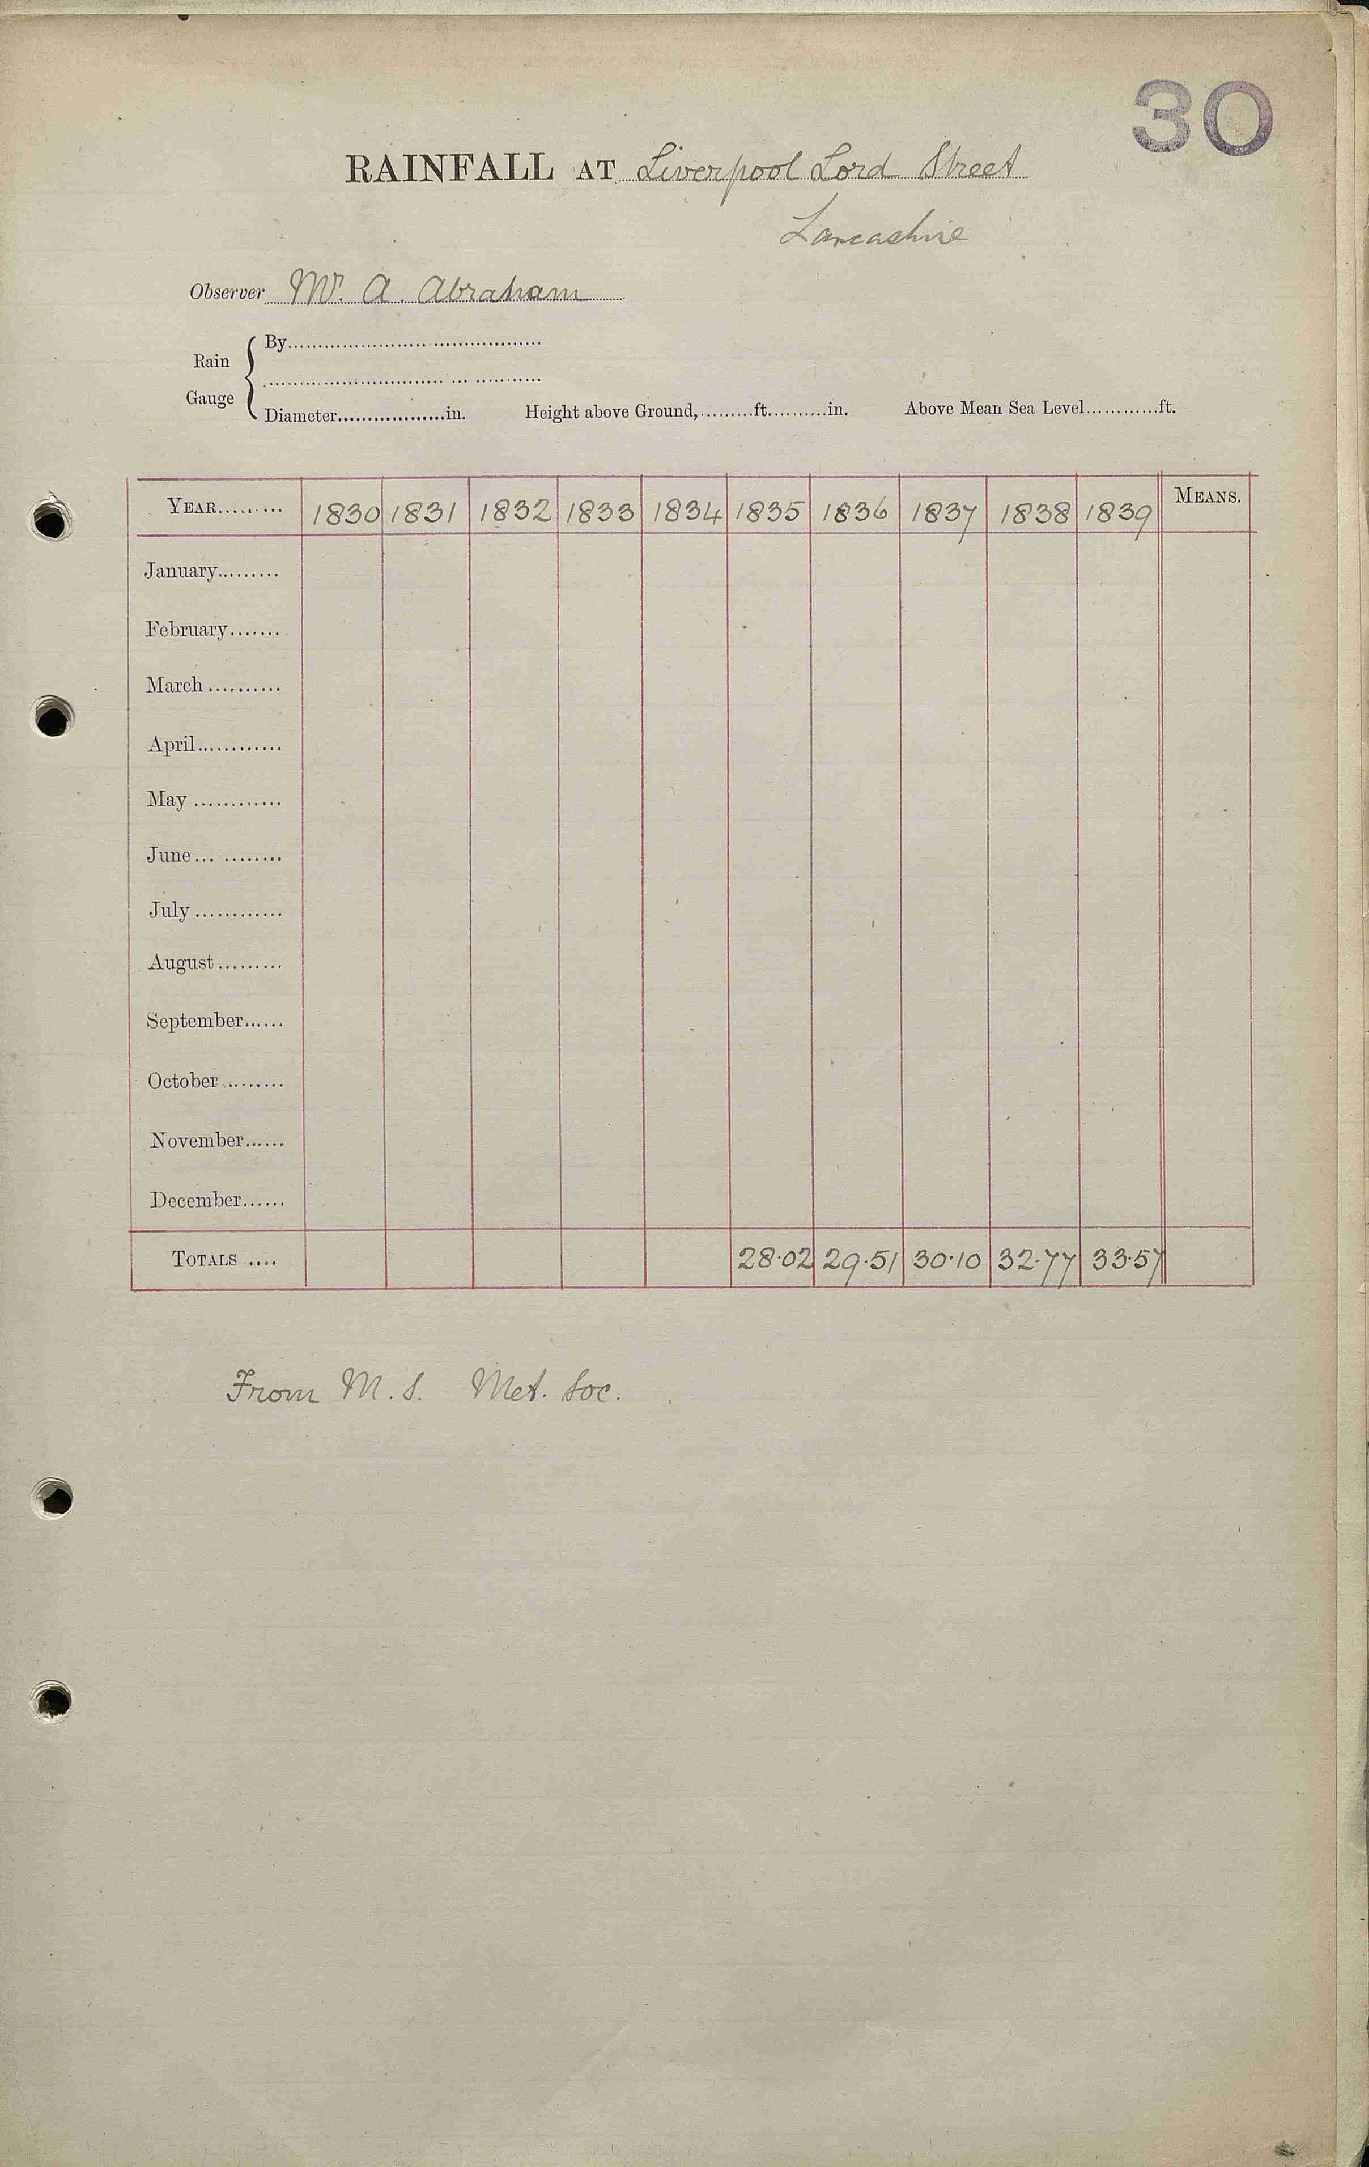 30
RAINFALL AT Liverpool Lord Street
Lancashire
Observer Mr. A. Abraham
Rain Gauge
By
Diameter in. Height above Ground, ft. in. Above Mean Sea Level ft.
YEAR 1830 1831 1832 1833 1834 1835 1836 1837 1838 1839 MEANS.
January
February
March
April
May
June
July
August
September
October
November
December
TOTALS 28.02 29.51 30.10 32.77 33.57
From M.S. Met. Soc.